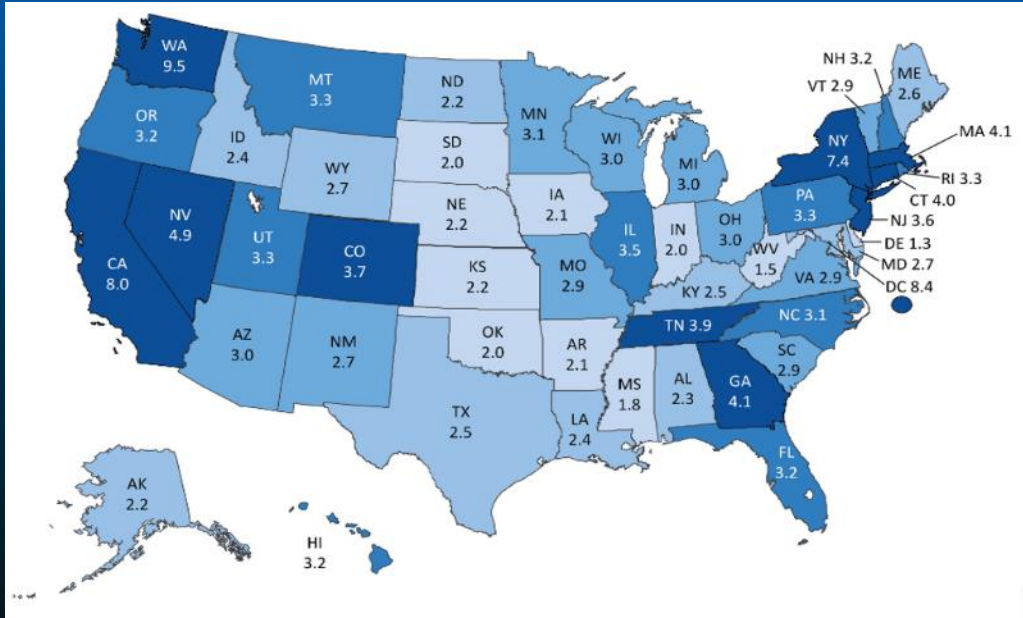 WA
9.5
MT
3.3
ND
2.2
MN
3.1
NH 3.2
VT 2.9
ME
2.6
OR
3.2
ID
2.4
SD
2.0
WI
3.0
MI
3.0
NY
7.4
MA 4.1
RI 3.3
CT 4.0
NJ 3.6
WY
2.7
NE
2.2
IA
2.1
PA
3.3
NV
4.9
UT
3.3
CO
3.7
IL
3.5
IN
2.0
OH
3.0
DE 1.3
MD 2.7
DC 8.4
CA
8.0
KS
2.2
MO
2.9
WV
1.5
VA 2.9
KY 2.5
AZ
3.0
NM
2.7
OK
2.0
AR
2.1
TN 3.9
NC 3.1
SC
2.9
MS
1.8
AL
2.3
GA
4.1
TX
2.5
LA
2.4
FL
3.2
AK
2.2
HI
3.2